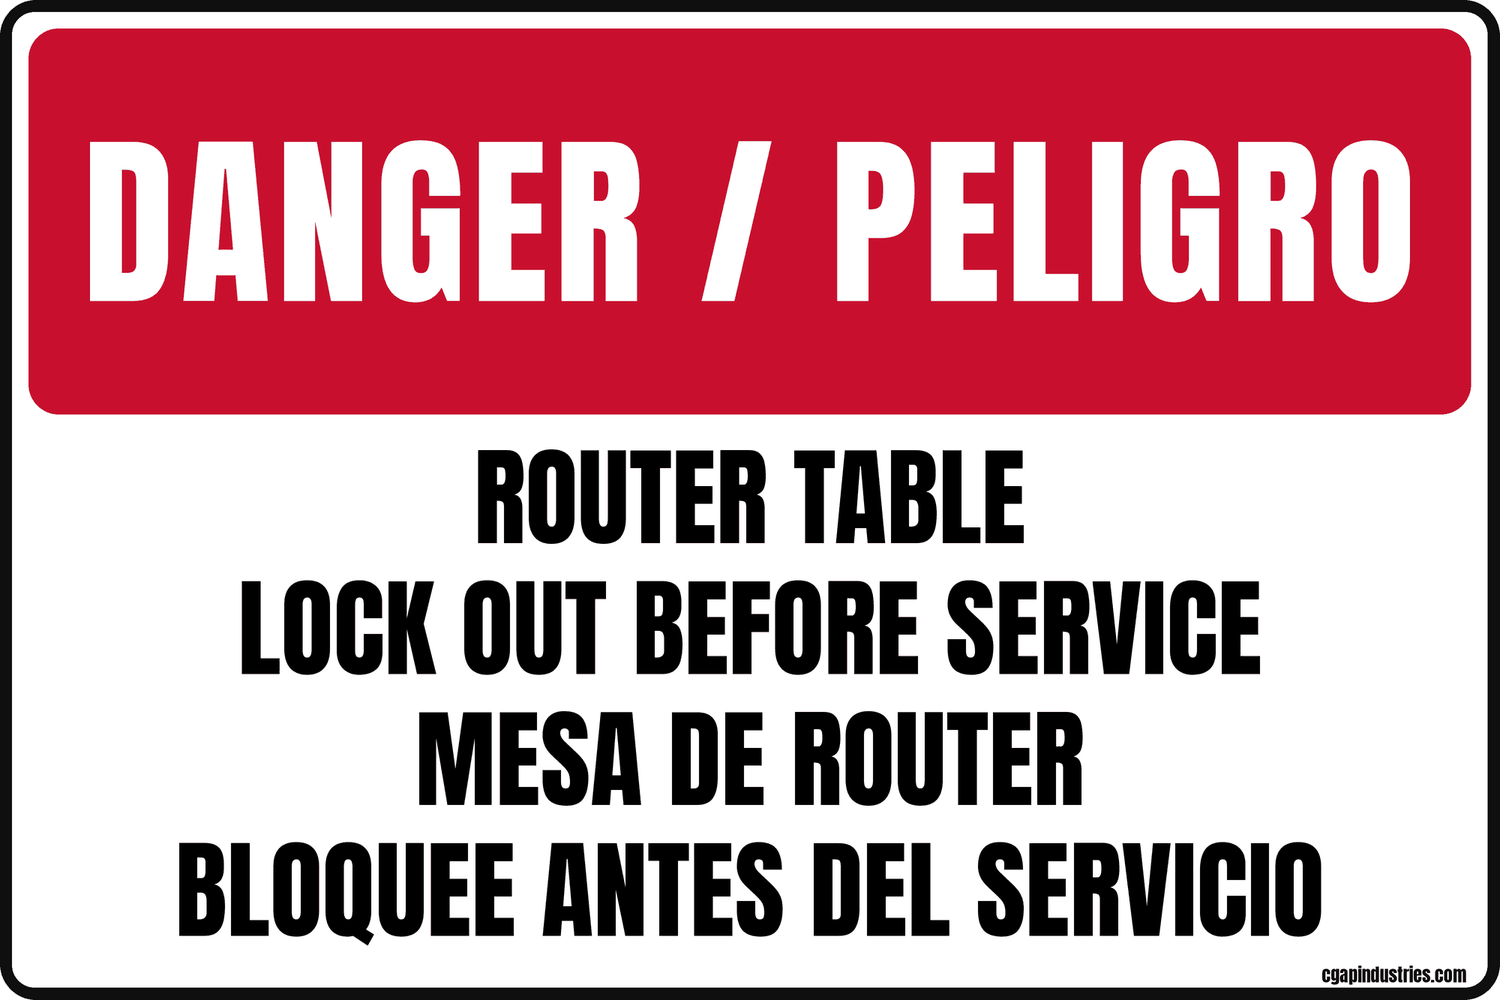 DANGER / PELIGRO
ROUTER TABLE
LOCK OUT BEFORE SERVICE
MESA DE ROUTER
BLOQUEE ANTES DEL SERVICIO
cgapindustries.com